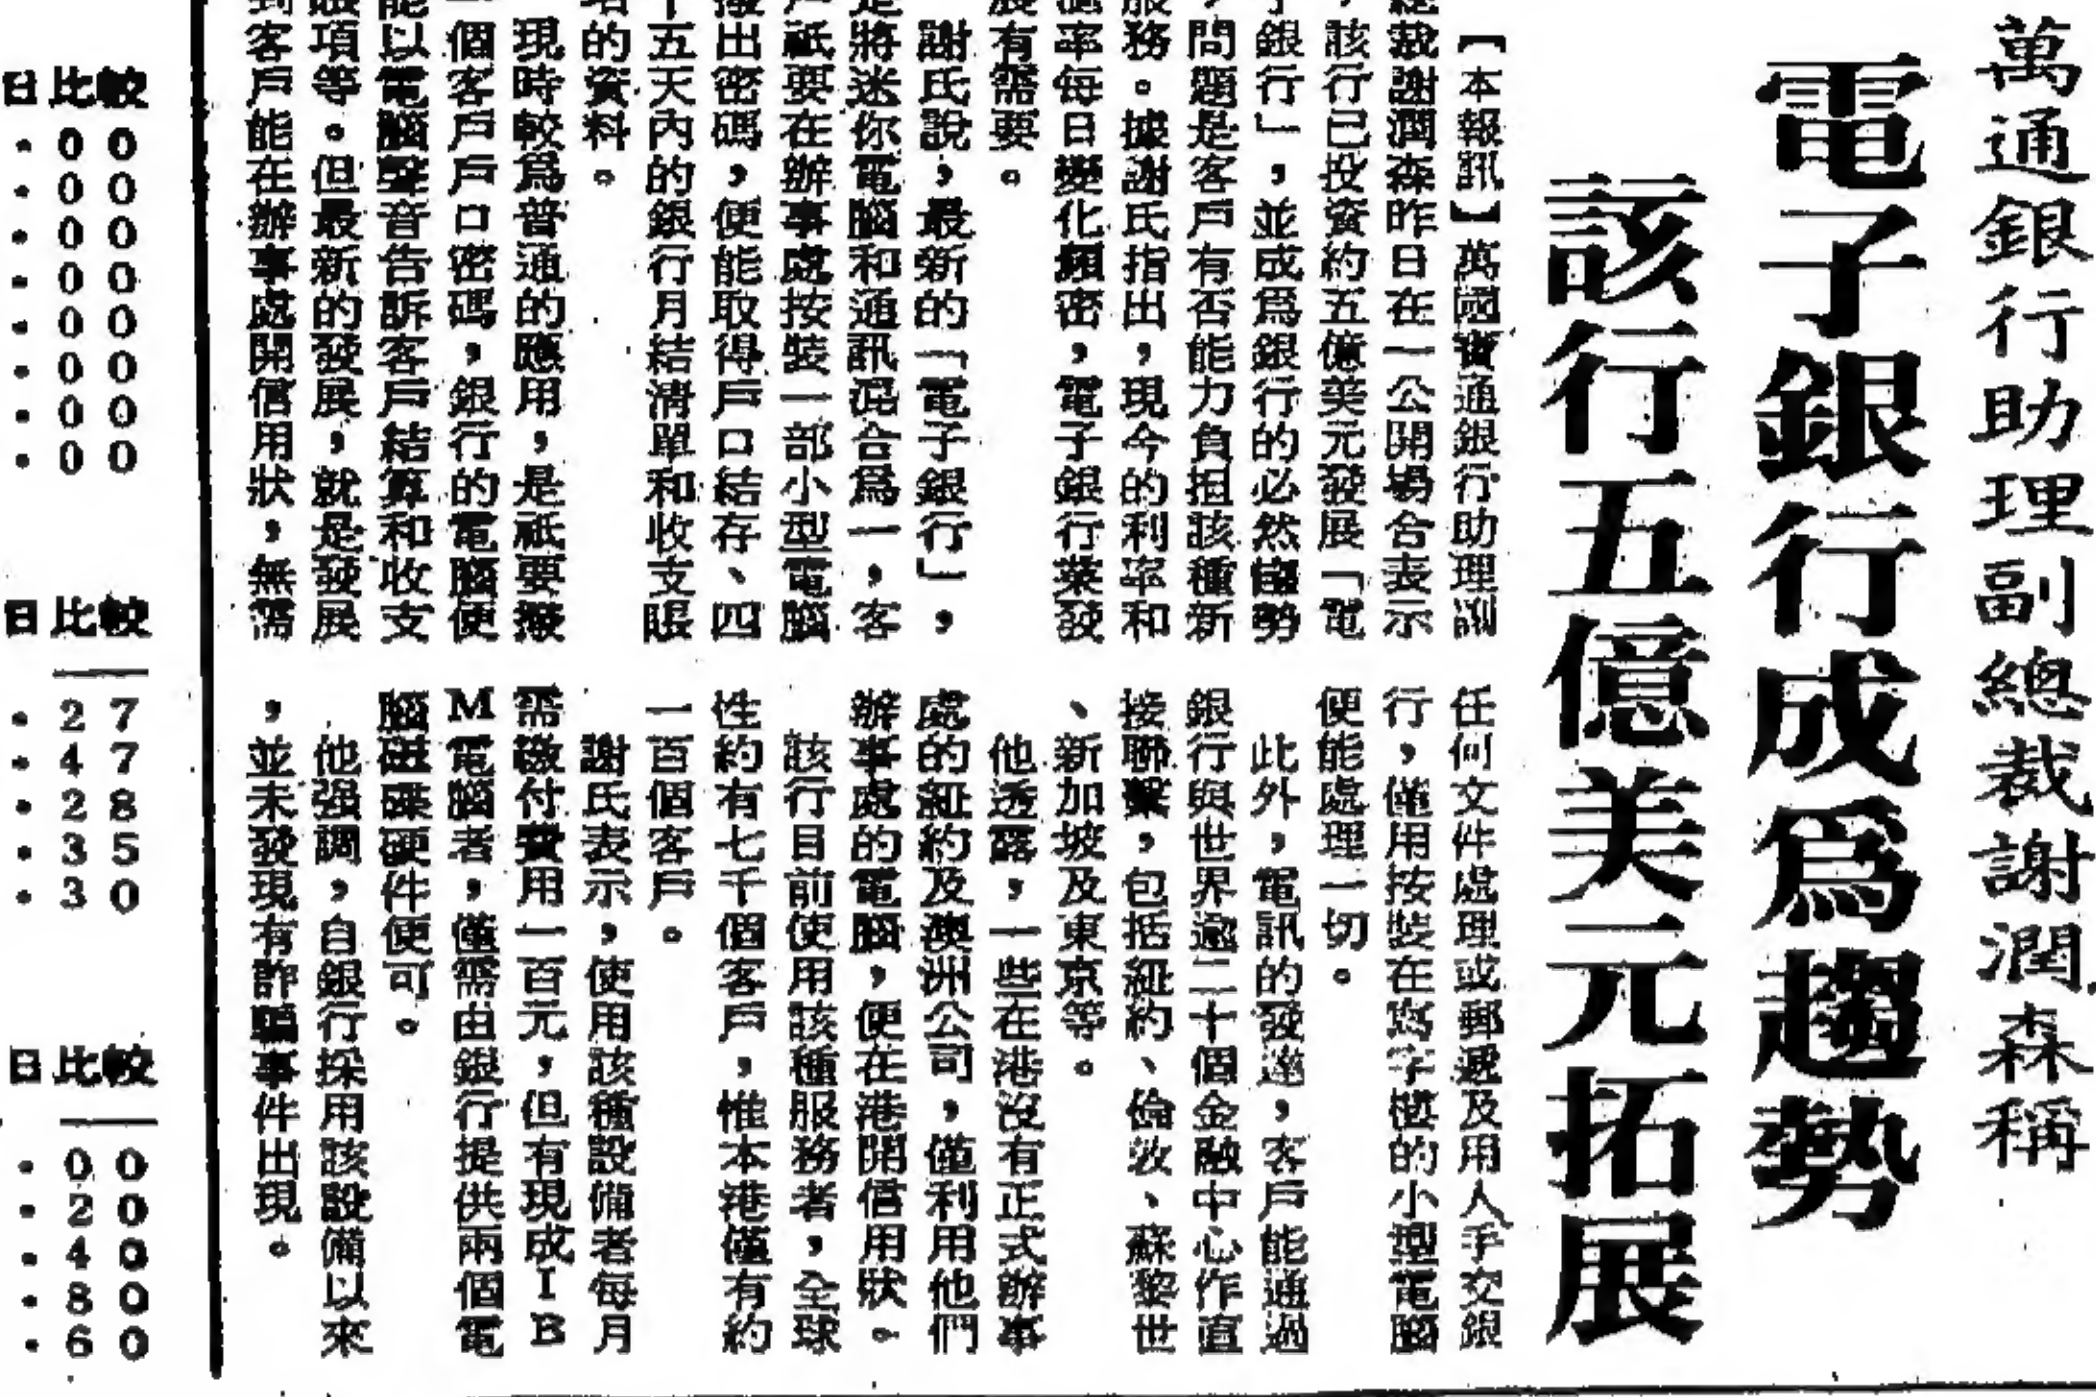 萬通銀行助理副總裁謝潤森稱
電子銀行成爲趨勢
該行五億美元拓展
【本報訊】萬國寶通銀行助理副
總裁謝潤森昨日在一公開場合表示
，該行已投資約五億美元發展「電
子銀行」，並成爲銀行的必然趨勢
，問題是客戶有否能力負担該種新
服務。據謝氏指出，現今的利率和
滙率每日變化頻密，電子銀行業發
展有需要。
謝氏說，最新的「電子銀行」，
是將迷你電腦和通訊混合爲一，客
戶祇要在辦事處按裝一部小型電腦
撥出密碼，便能取得戶口結存、四
十五天內的銀行月結清單和收支賬
的資料。
現時較爲普通的應用，是祇要撥
一個客戶戶口密碼，銀行的電腦便
能以電腦聲音告訴客戶結算和收支
賬項等。但最新的發展，就是發展
到客戶能在辦事處開信用狀，無需
任何文件處理或郵遞及用人手交銀
行，僅用按裝在寫字樓的小型電腦
便能處理一切。
此外，電訊的發達，客戶能通過
銀行與世界逾二十個金融中心作直
接聯繫，包括紐約、倫敦、蘇黎世
、新加坡及東京等。
他透露，一些在港沒有正式辦事
處的紐約及澳洲公司，僅利用他們
辦事處的電腦，便在港開信用狀。
該行目前使用該種服務者，全球
性約有七千個客戶，惟本港僅有約
一百個客戶。
謝氏表示，使用該種設備者每月
需繳付費用一百元，但有現成IB
M電腦者，僅需由銀行提供兩個電
腦磁碟硬件便可。
他強調，自銀行採用該設備以來
，並未發現有詐騙事件出現。
日比較
·00
·00
·00
·00
·00
·00
·00
·00
日比較
·27
·47
·28
·35
·30
日比較
·00
·20
·40
·80
·60